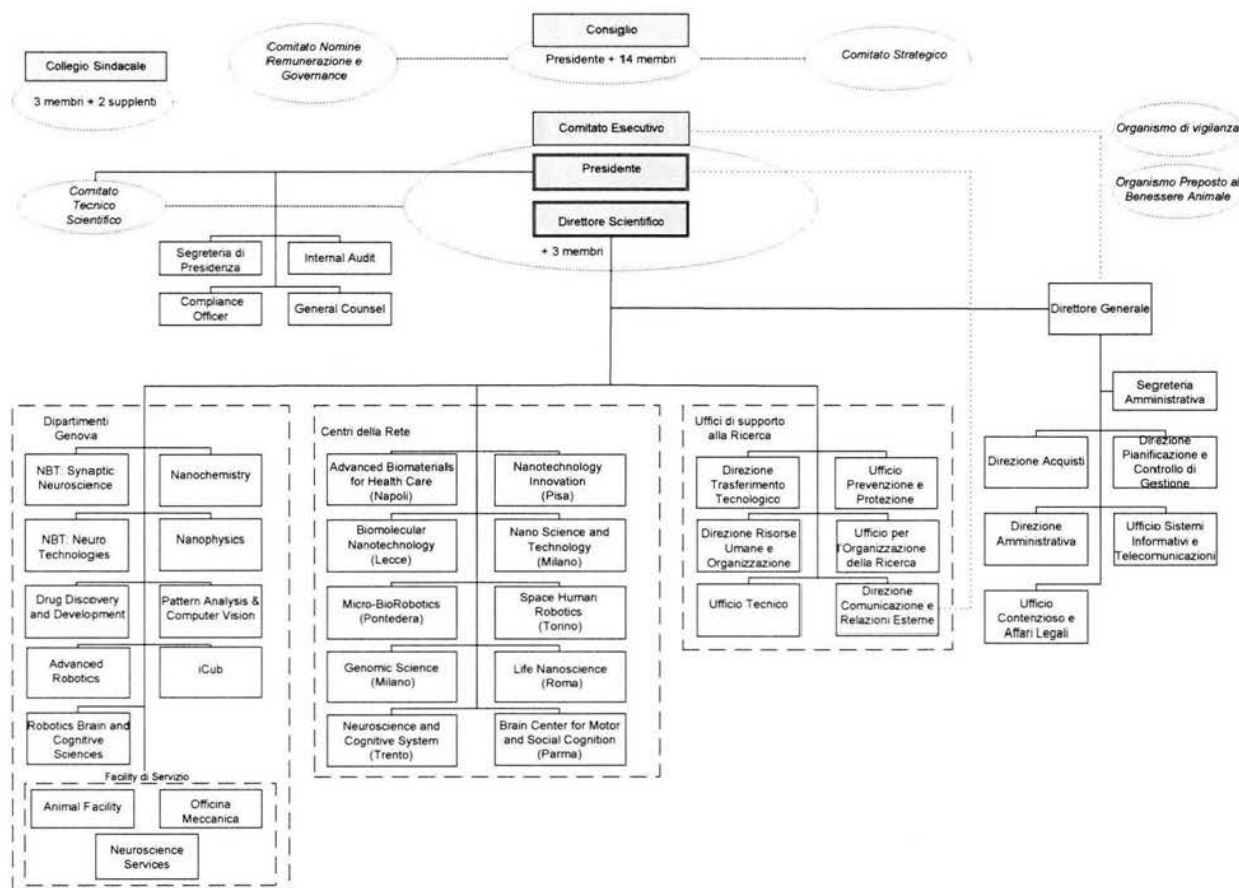 Consiglio
Presidente + 14 membri
Comitato Nomine
Remunerazione e
Governance
Comitato Strategico
Collegio Sindacale
3 membri + 2 supplenti
Comitato Esecutivo
Presidente
Direttore Scientifico
+ 3 membri
Organismo di vigilanza
Organismo Preposto al
Benessere Animale
Comitato
Tecnico
Scientifico
Segreteria di
Presidenza
Internal Audit
Compliance
Officer
General Counsel
Direttore Generale
Segreteria
Amministrativa
Direzione Acquisti
Direzione
Pianificazione e
Controllo di
Gestione
Direzione
Amministrativa
Ufficio Sistemi
Informativi e
Telecomunicazioni
Ufficio
Contenzioso e
Affari Legali
Dipartimenti
Genova
NBT: Synaptic
Neuroscience
Nanochemistry
NBT: Neuro
Technologies
Nanophysics
Drug Discovery
and Development
Pattern Analysis &
Computer Vision
Advanced
Robotics
iCub
Robotics Brain and
Cognitive
Sciences
Facility di Servizio
Animal Facility
Officina
Meccanica
Neuroscience
Services
Centri della Rete
Advanced Biomaterials
for Health Care
(Napoli)
Nanotechnology
Innovation
(Pisa)
Biomolecular
Nanotechnology
(Lecce)
Nano Science and
Technology
(Milano)
Micro-BioRobotics
(Pontedera)
Space Human
Robotics
(Torino)
Genomic Science
(Milano)
Life Nanoscience
(Roma)
Neuroscience and
Cognitive System
(Trento)
Brain Center for Motor
and Social Cognition
(Parma)
Uffici di supporto
alla Ricerca
Direzione
Trasferimento
Tecnologico
Ufficio
Prevenzione e
Protezione
Direzione Risorse
Umane e
Organizzazione
Ufficio per
l'Organizzazione
della Ricerca
Ufficio Tecnico
Direzione
Comunicazione e
Relazioni Esterne